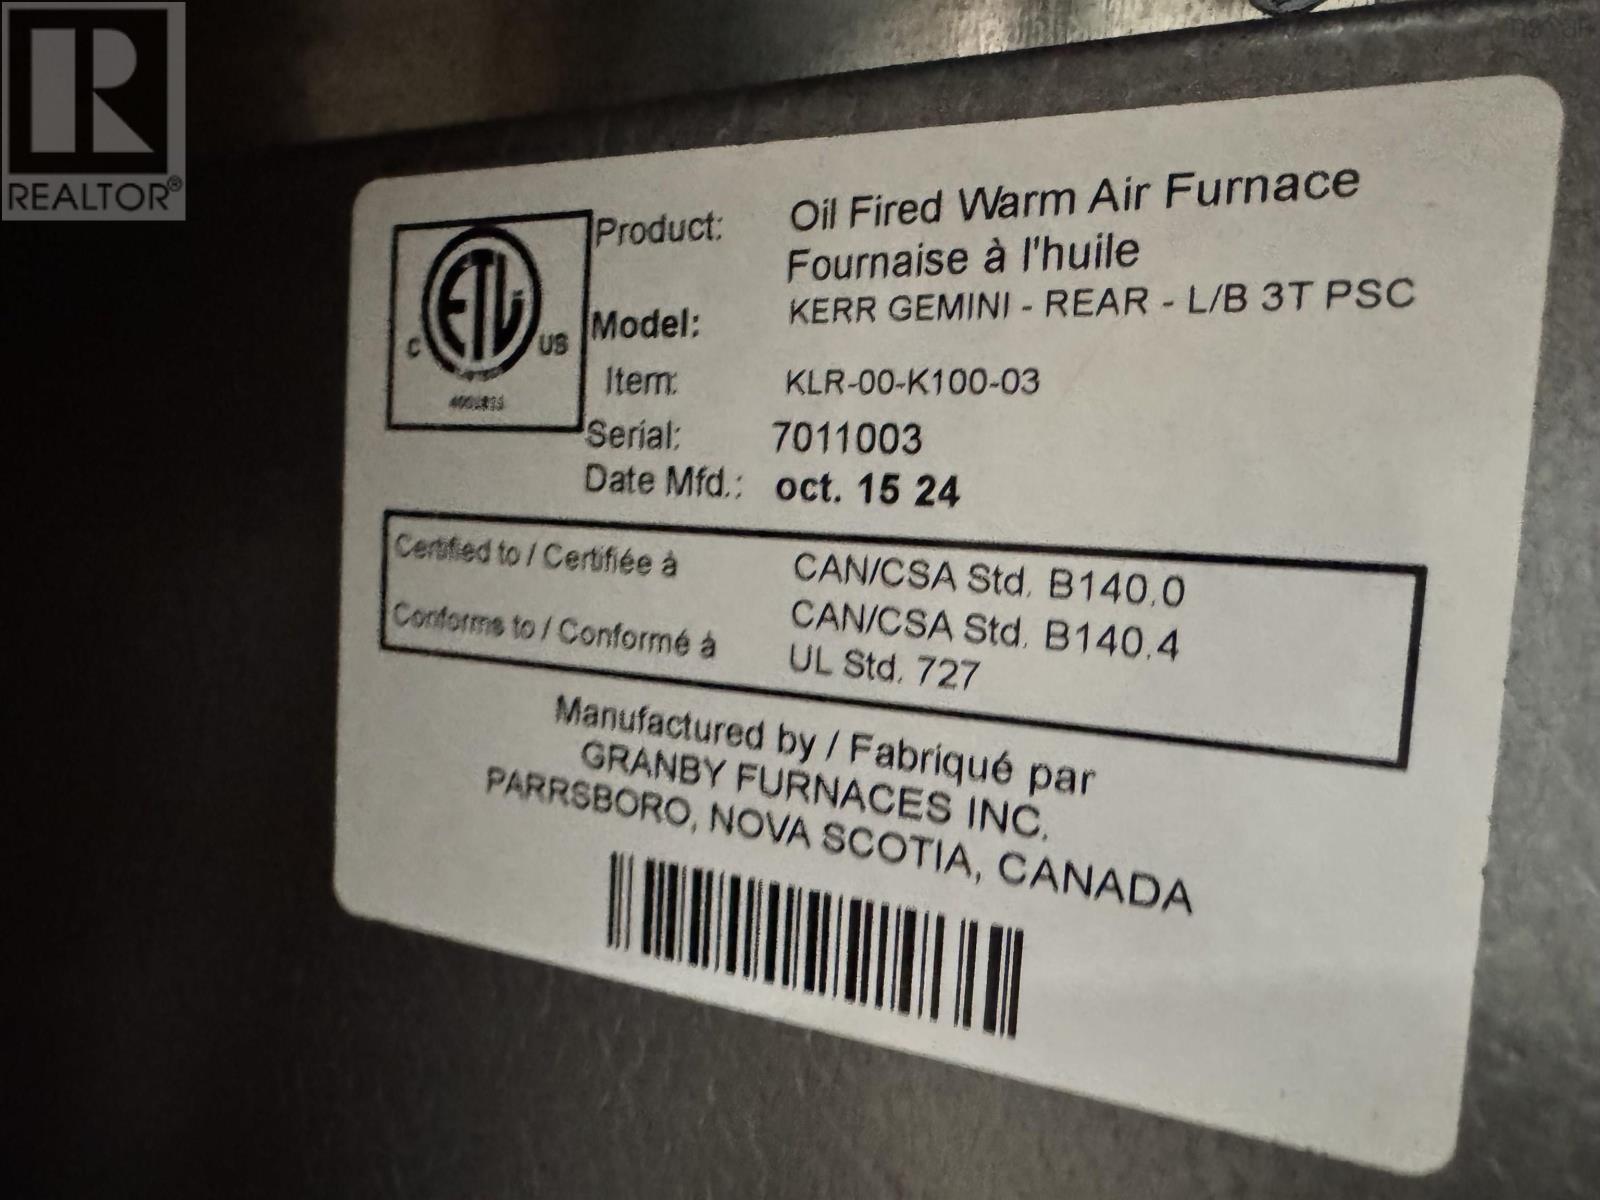 REALTOR®
Product: Oil Fired Warm Air Furnace
Fournaise à l'huile
Model: KERR GEMINI - REAR - L/B 3T PSC
Item: KLR-00-K100-03
Serial: 7011003
Date Mfd.: oct. 15 24
C ETL US
Certified to / Certifiée à CAN/CSA Std. B140.0
CAN/CSA Std. B140.4
Conforms to / Conformé à UL Std. 727
Manufactured by / Fabriqué par
GRANBY FURNACES INC.
PARRSBORO, NOVA SCOTIA, CANADA